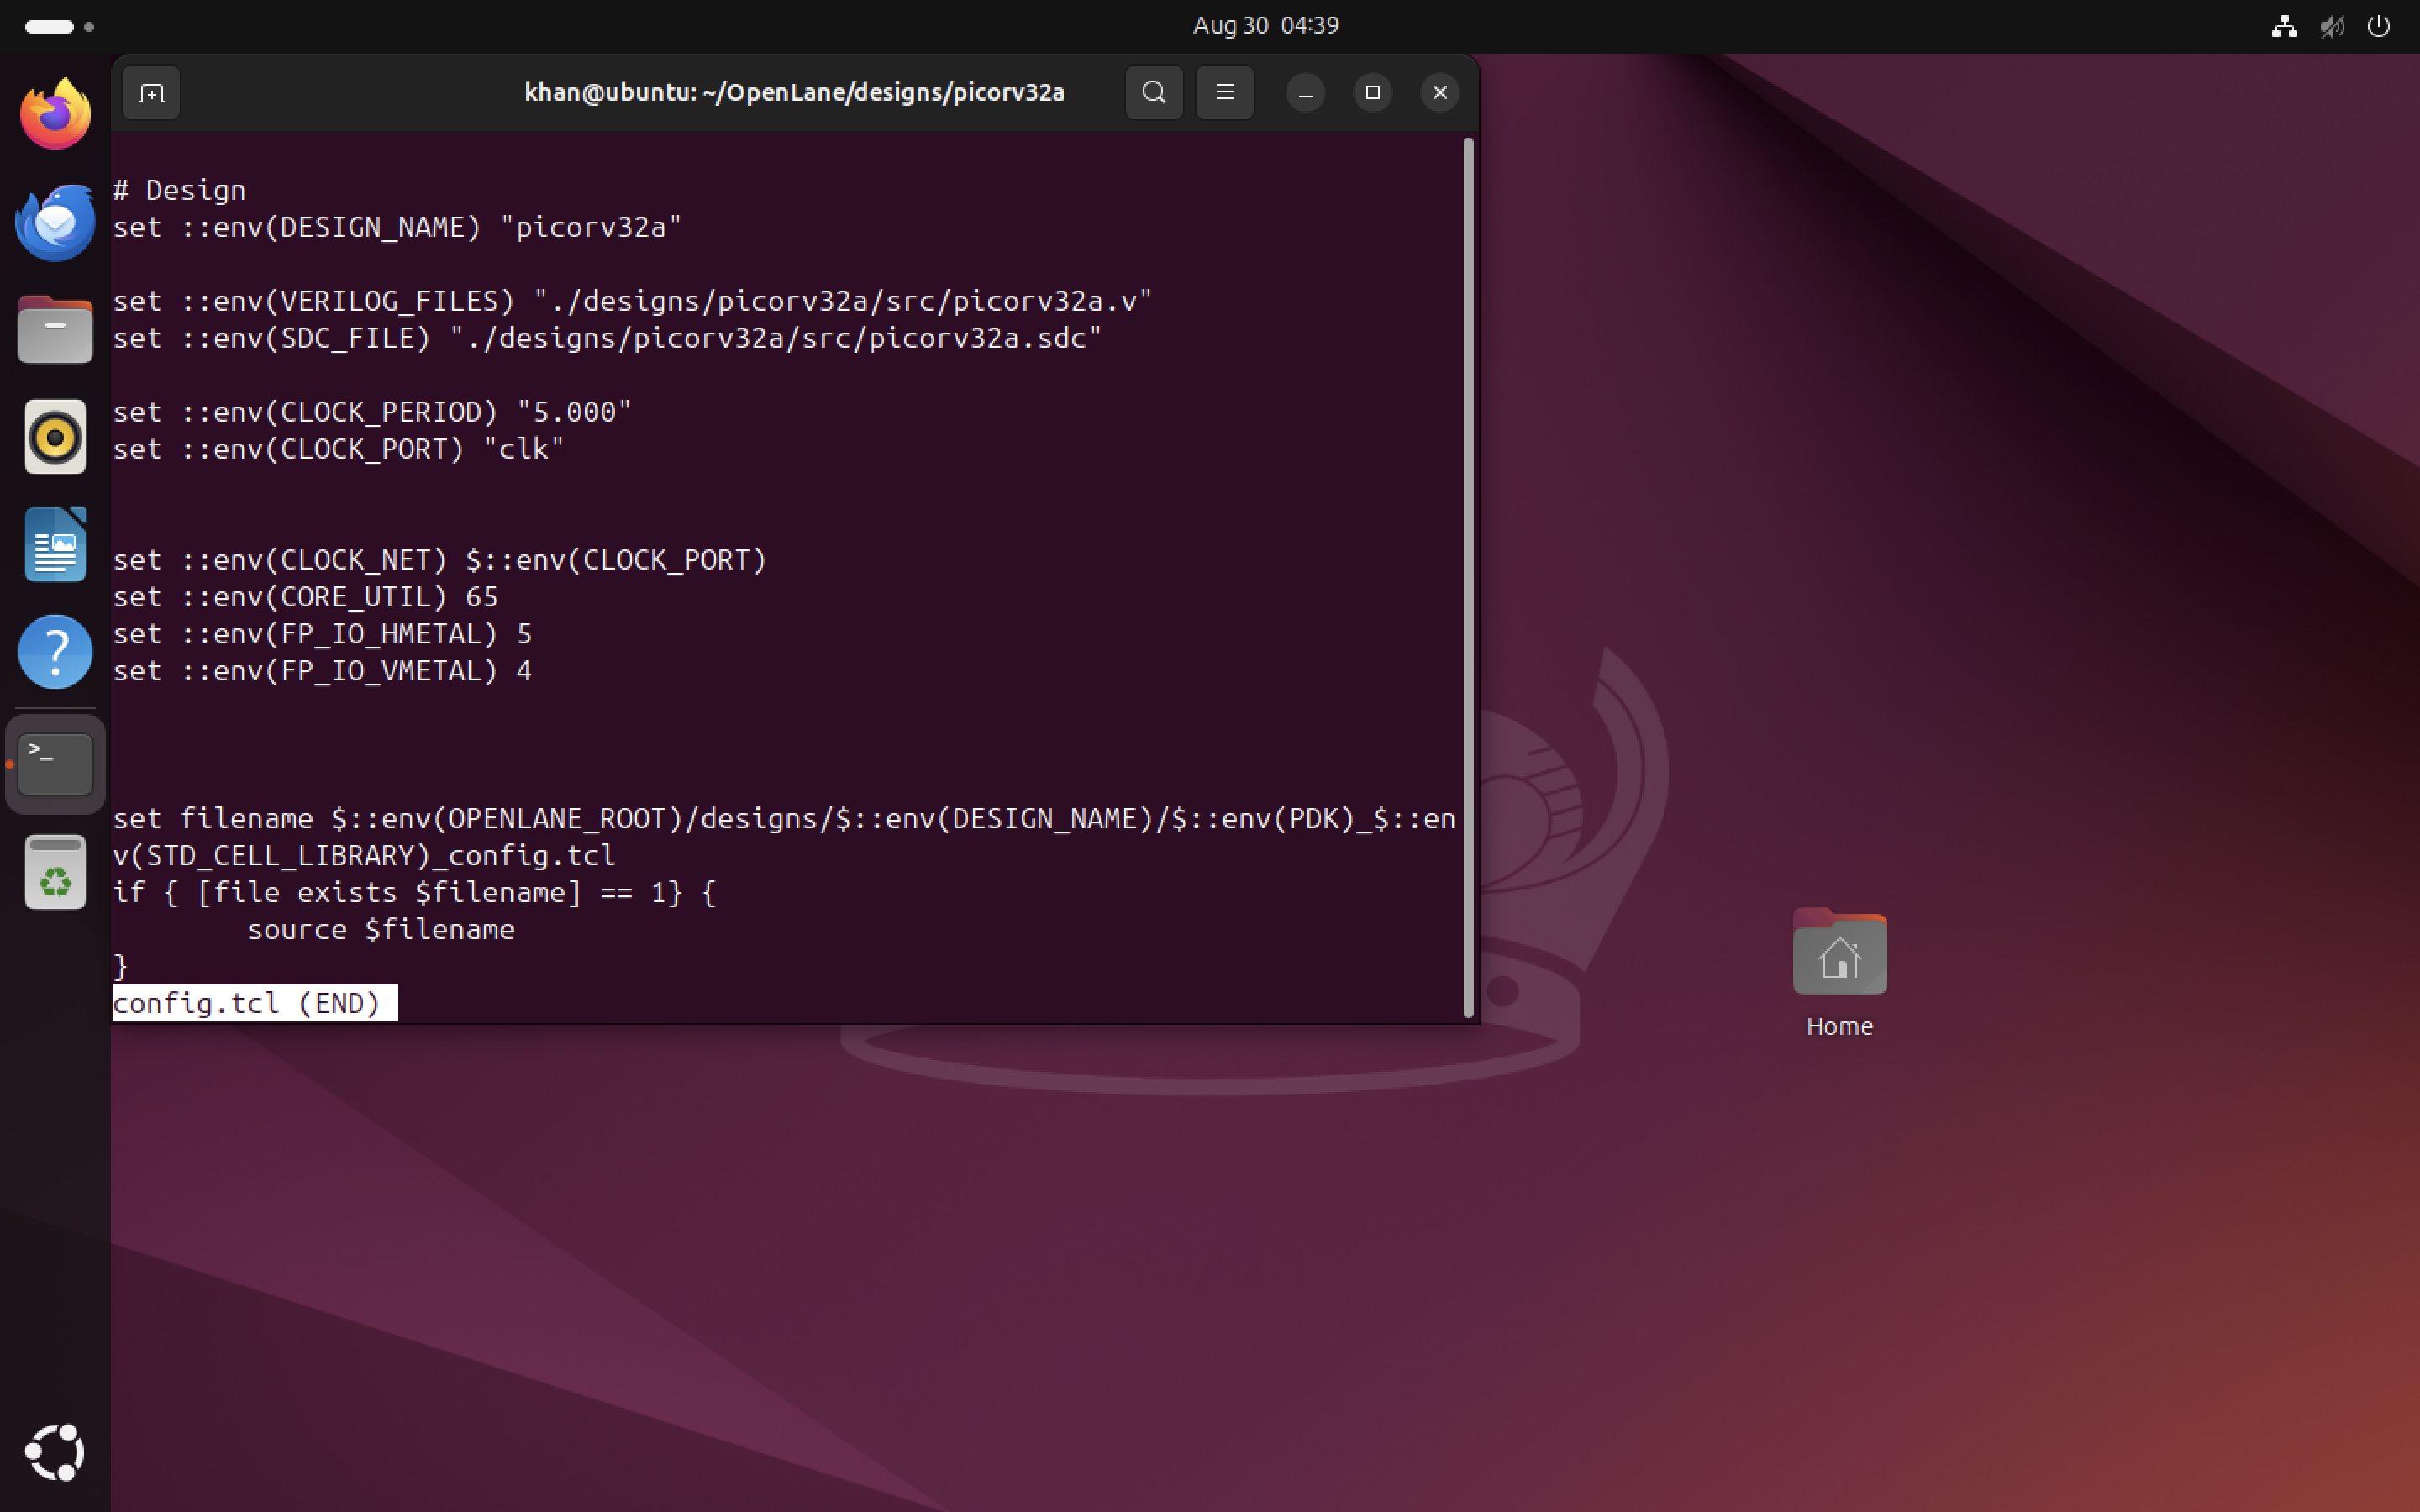 Aug 30 04:39
khan@ubuntu: ~/OpenLane/designs/picorv32a
# Design
set ::env(DESIGN_NAME) "picorv32a"
set ::env(VERILOG_FILES) "./designs/picorv32a/src/picorv32a.v"
set ::env(SDC_FILE) "./designs/picorv32a/src/picorv32a.sdc"
set ::env(CLOCK_PERIOD) "5.000"
set ::env(CLOCK_PORT) "clk"
set ::env(CLOCK_NET) $::env(CLOCK_PORT)
set ::env(CORE_UTIL) 65
set ::env(FP_IO_HMETAL) 5
set ::env(FP_IO_VMETAL) 4
set filename $::env(OPENLANE_ROOT)/designs/$::env(DESIGN_NAME)/$::env(PDK)_$::en
v(STD_CELL_LIBRARY)_config.tcl
if { [file exists $filename] == 1} {
        source $filename
}
config.tcl (END)
Home